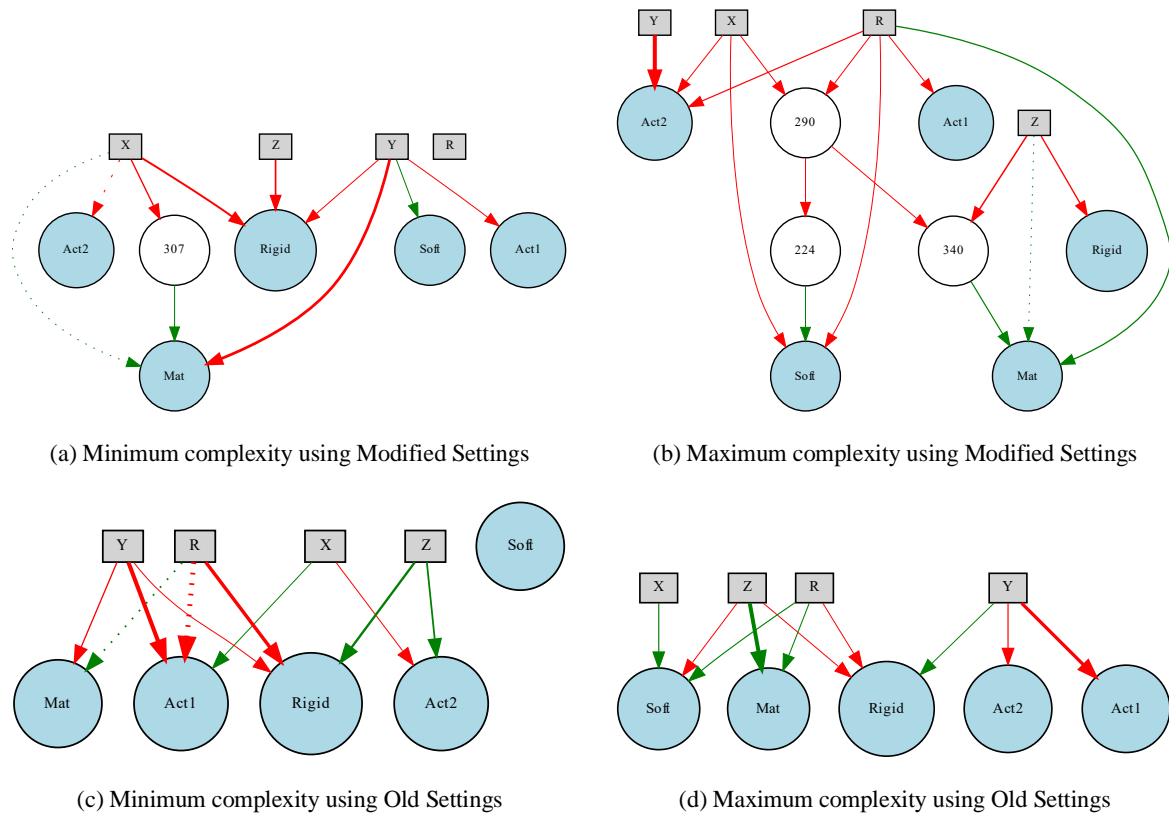 Y X R
Act2 290 Act1 Z
X Z Y R
Act2 307 Rigid Soft Act1
224 340 Rigid
Mat
Soft Mat
(a) Minimum complexity using Modified Settings
(b) Maximum complexity using Modified Settings
Y R X Z Soft
Mat Act1 Rigid Act2
X Z R Y
Soft Mat Rigid Act2 Act1
(c) Minimum complexity using Old Settings
(d) Maximum complexity using Old Settings